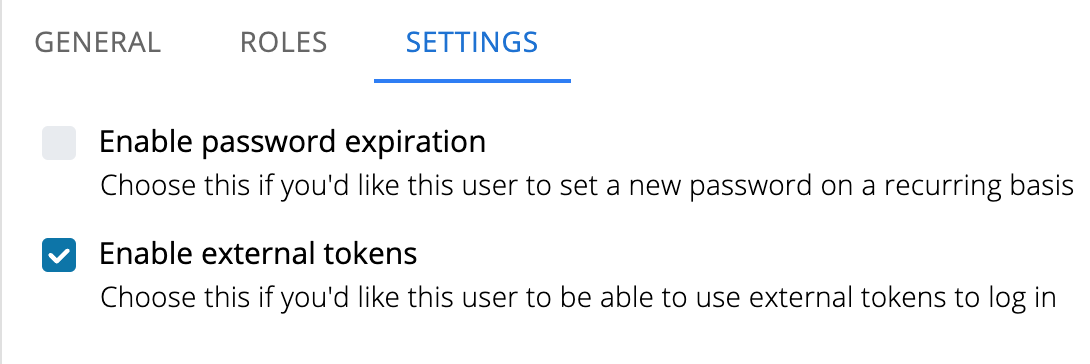 GENERAL ROLES SETTINGS
Enable password expiration
Choose this if you'd like this user to set a new password on a recurring basis
Enable external tokens
Choose this if you'd like this user to be able to use external tokens to log in